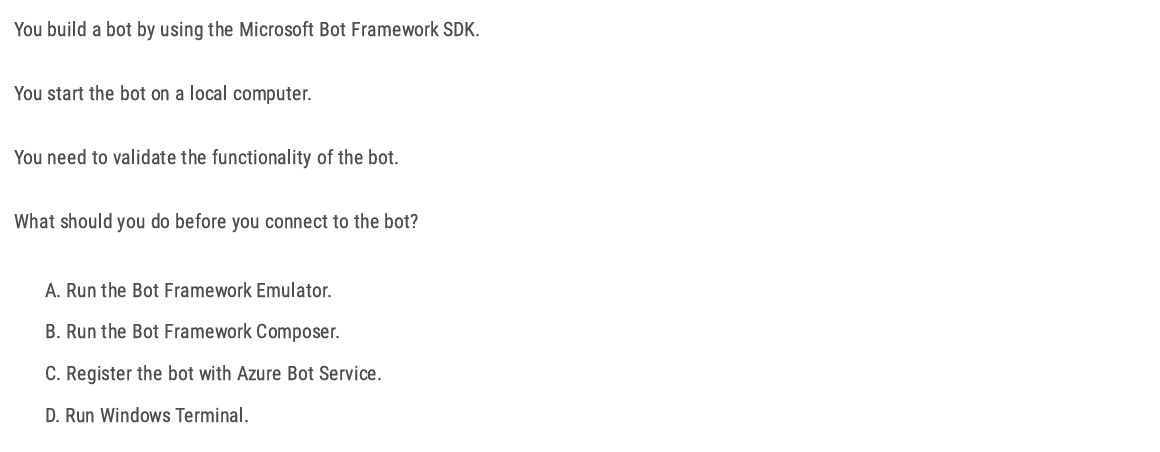 You build a bot by using the Microsoft Bot Framework SDK.
You start the bot on a local computer.
You need to validate the functionality of the bot.
What should you do before you connect to the bot?
A. Run the Bot Framework Emulator.
B. Run the Bot Framework Composer.
C. Register the bot with Azure Bot Service.
D. Run Windows Terminal.